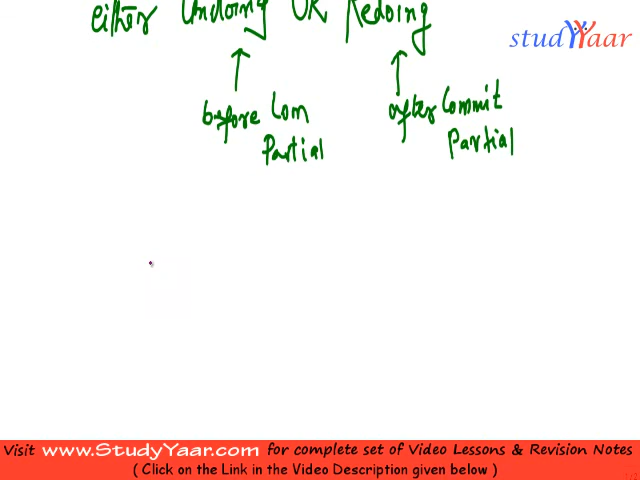 either Undoing OR Redoing
studYYaar
before Com
Partial
after Commit
Partial
Visit www.StudyYaar.com for complete set of Video Lessons & Revision Notes
( Click on the Link in the Video Description given below )